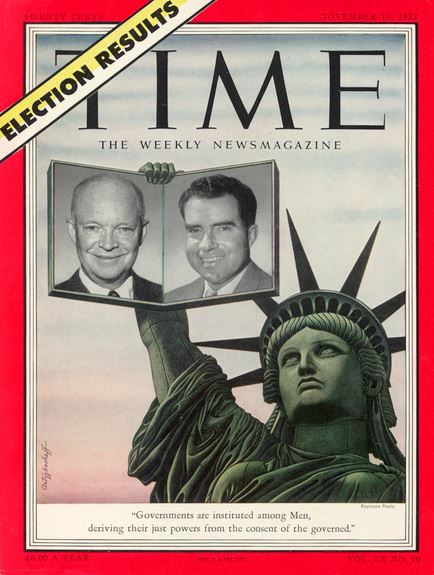 TWENTY CENTS
NOVEMBER 10, 1952
ELECTION RESULTS
TIME
THE WEEKLY NEWSMAGAZINE
Artzybasheff
Keystone Photo
"Governments are instituted among Men,
deriving their just powers from the consent of the governed."
$6.00 A YEAR
VOL. LX NO. 19